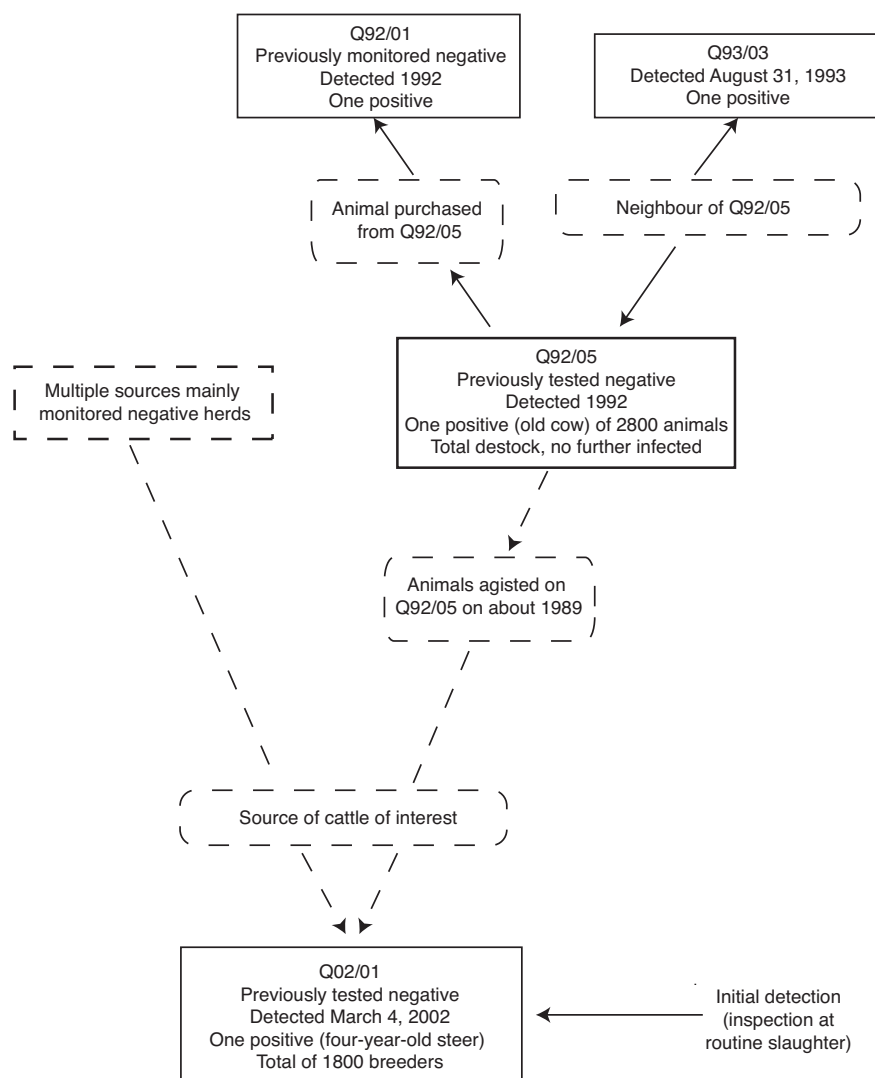 Q92/01
Previously monitored negative
Detected 1992
One positive
Q93/03
Detected August 31, 1993
One positive
Animal purchased
from Q92/05
Neighbour of Q92/05
Q92/05
Previously tested negative
Detected 1992
One positive (old cow) of 2800 animals
Total destock, no further infected
Multiple sources mainly
monitored negative herds
Animals agisted on
Q92/05 on about 1989
Source of cattle of interest
Q02/01
Previously tested negative
Detected March 4, 2002
One positive (four-year-old steer)
Total of 1800 breeders
Initial detection
(inspection at
routine slaughter)